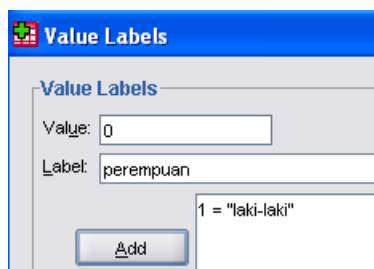 Value Labels
Value Labels
Value: 0
Label: perempuan
1 = "laki-laki"
Add